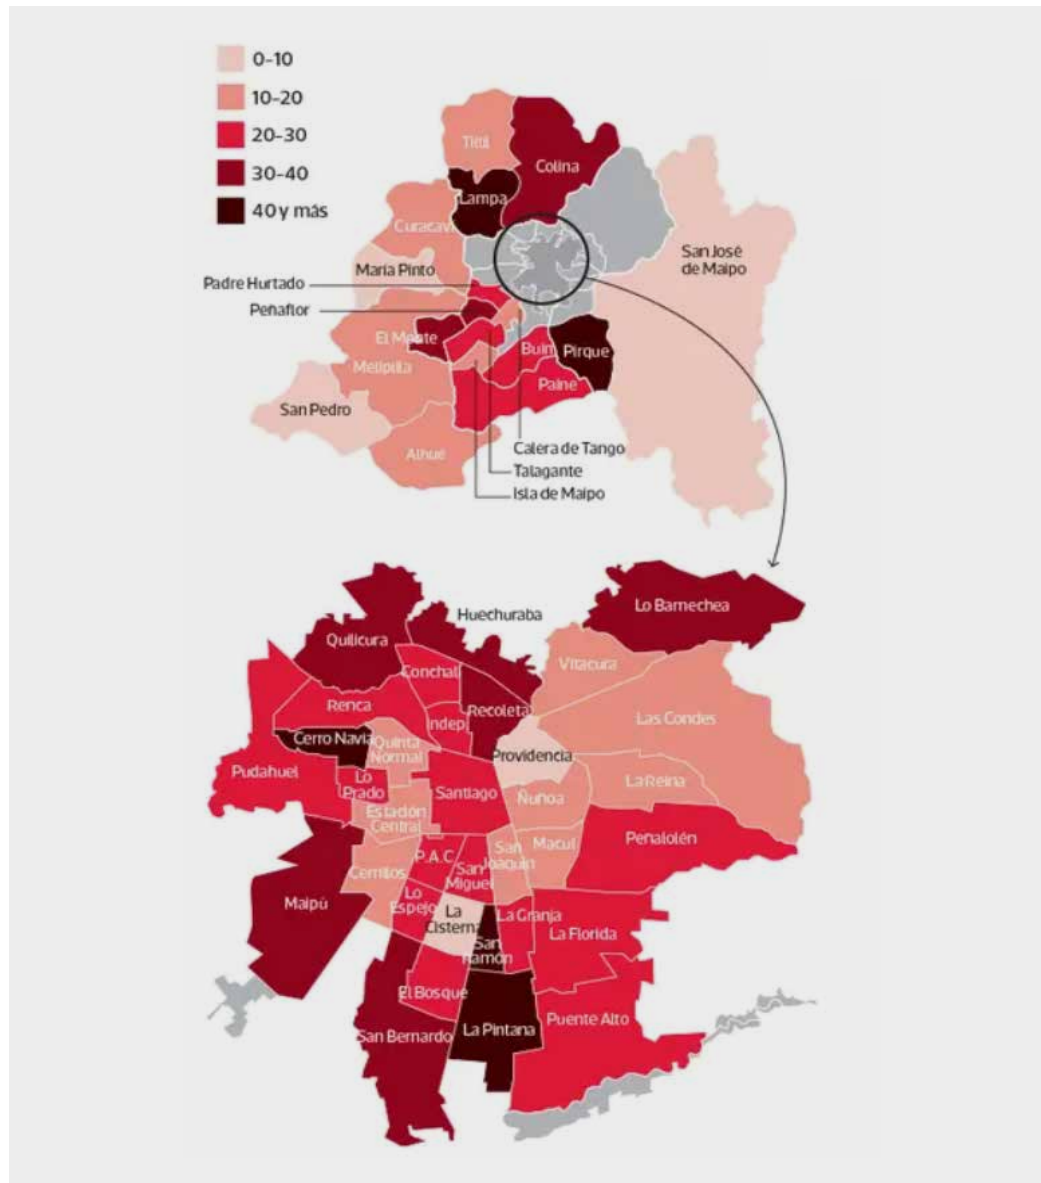 0-10
10-20
20-30
30-40
40 y más
Tiltil
Colina
Lampa
Curacaví
San José
de Maipo
María Pinto
Padre Hurtado
Peñaflor
El Monte
Buin
Pirque
Melipilla
Paine
San Pedro
Calera de Tango
Alhué
Talagante
Isla de Maipo
Lo Barnechea
Huechuraba
Quilicura
Vitacura
Conchalí
Renca
Recoleta
Indep.
Las Condes
Cerro Navia
Quinta
Normal
Providencia
Pudahuel
Lo
Prado
Santiago
La Reina
Ñuñoa
Estación
Central
Peñalolén
P.A.C
San
Joaquín
Macul
Cerrillos
San
Miguel
Maipú
Lo
Espejo
La
Cisterna
La Granja
La Florida
San
Ramón
El Bosque
Puente Alto
San Bernardo
La Pintana